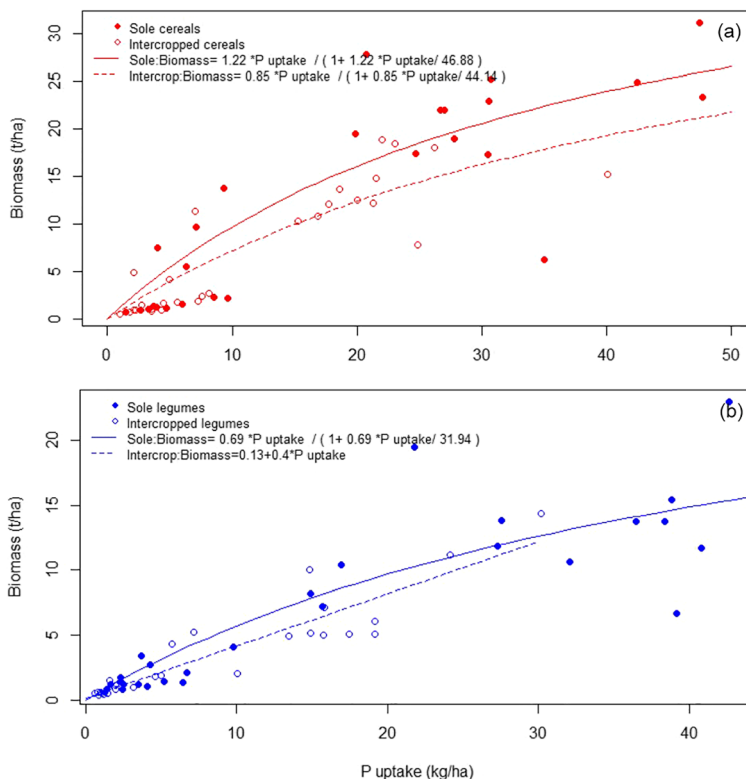 (a)
Sole cereals
Intercropped cereals
Sole:Biomass= 1.22 *P uptake / ( 1+ 1.22 *P uptake/ 46.88 )
Intercrop:Biomass= 0.85 *P uptake / ( 1+ 0.85 *P uptake/ 44.14 )
Biomass (t/ha)
30
25
20
15
10
5
0
0 10 20 30 40 50
(b)
Sole legumes
Intercropped legumes
Sole:Biomass= 0.69 *P uptake / ( 1+ 0.69 *P uptake/ 31.94 )
Intercrop:Biomass=0.13+0.4*P uptake
Biomass (t/ha)
20
15
10
5
0
0 10 20 30 40
P uptake (kg/ha)